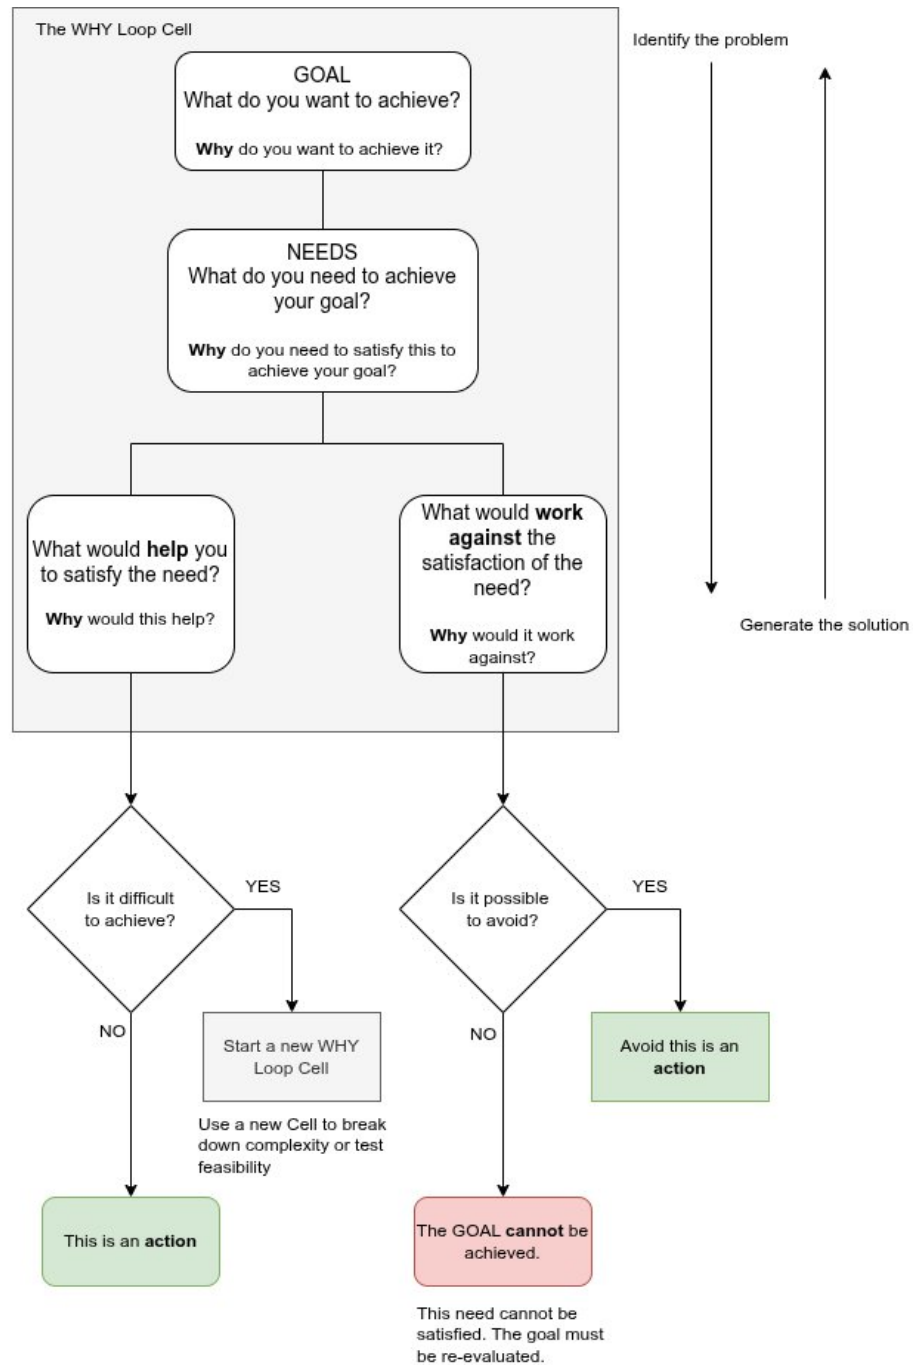 The WHY Loop Cell
Identify the problem
GOAL
What do you want to achieve?
Why do you want to achieve it?
NEEDS
What do you need to achieve
your goal?
Why do you need to satisfy this to
achieve your goal?
What would help you
to satisfy the need?
Why would this help?
What would work
against the
satisfaction of the
need?
Why would it work
against?
Generate the solution
Is it difficult
to achieve?
YES
NO
Start a new WHY
Loop Cell
Use a new Cell to break
down complexity or test
feasibility
This is an action
Is it possible
to avoid?
YES
NO
Avoid this is an
action
The GOAL cannot be
achieved.
This need cannot be
satisfied. The goal must
be re-evaluated.